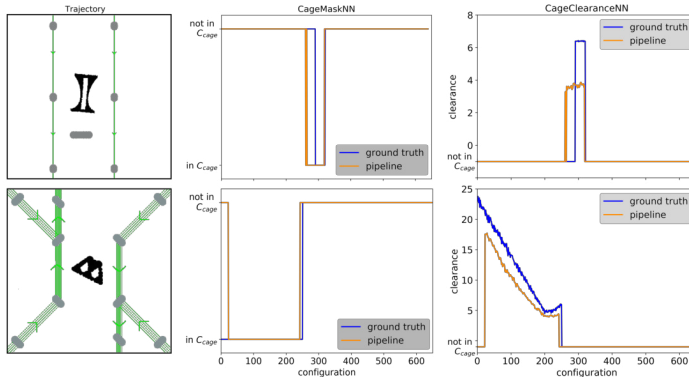 Trajectory
CageMaskNN
CageClearanceNN
not in
C_cage
in C_cage
ground truth
pipeline
8
6
4
2
0
not in
C_cage
clearance
ground truth
pipeline
not in
C_cage
in C_cage
ground truth
pipeline
0 100 200 300 400 500 600
configuration
25
20
15
10
5
not in
C_cage
clearance
ground truth
pipeline
0 100 200 300 400 500 600
configuration